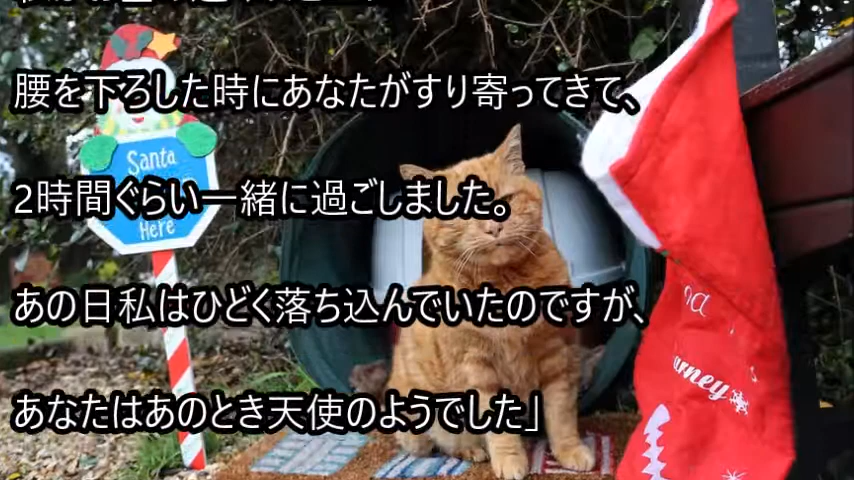 腰を下ろした時にあなたがすり寄ってきて、
2時間ぐらい一緒に過ごしました。
あの日私はひどく落ち込んでいたのですが、
あなたはあのとき天使のようでした」
Santa
Here